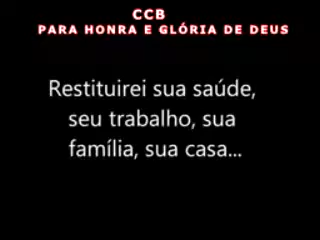 CCB
PARA HONRA E GLÓRIA DE DEUS
Restituirei sua saúde,
seu trabalho, sua
família, sua casa...